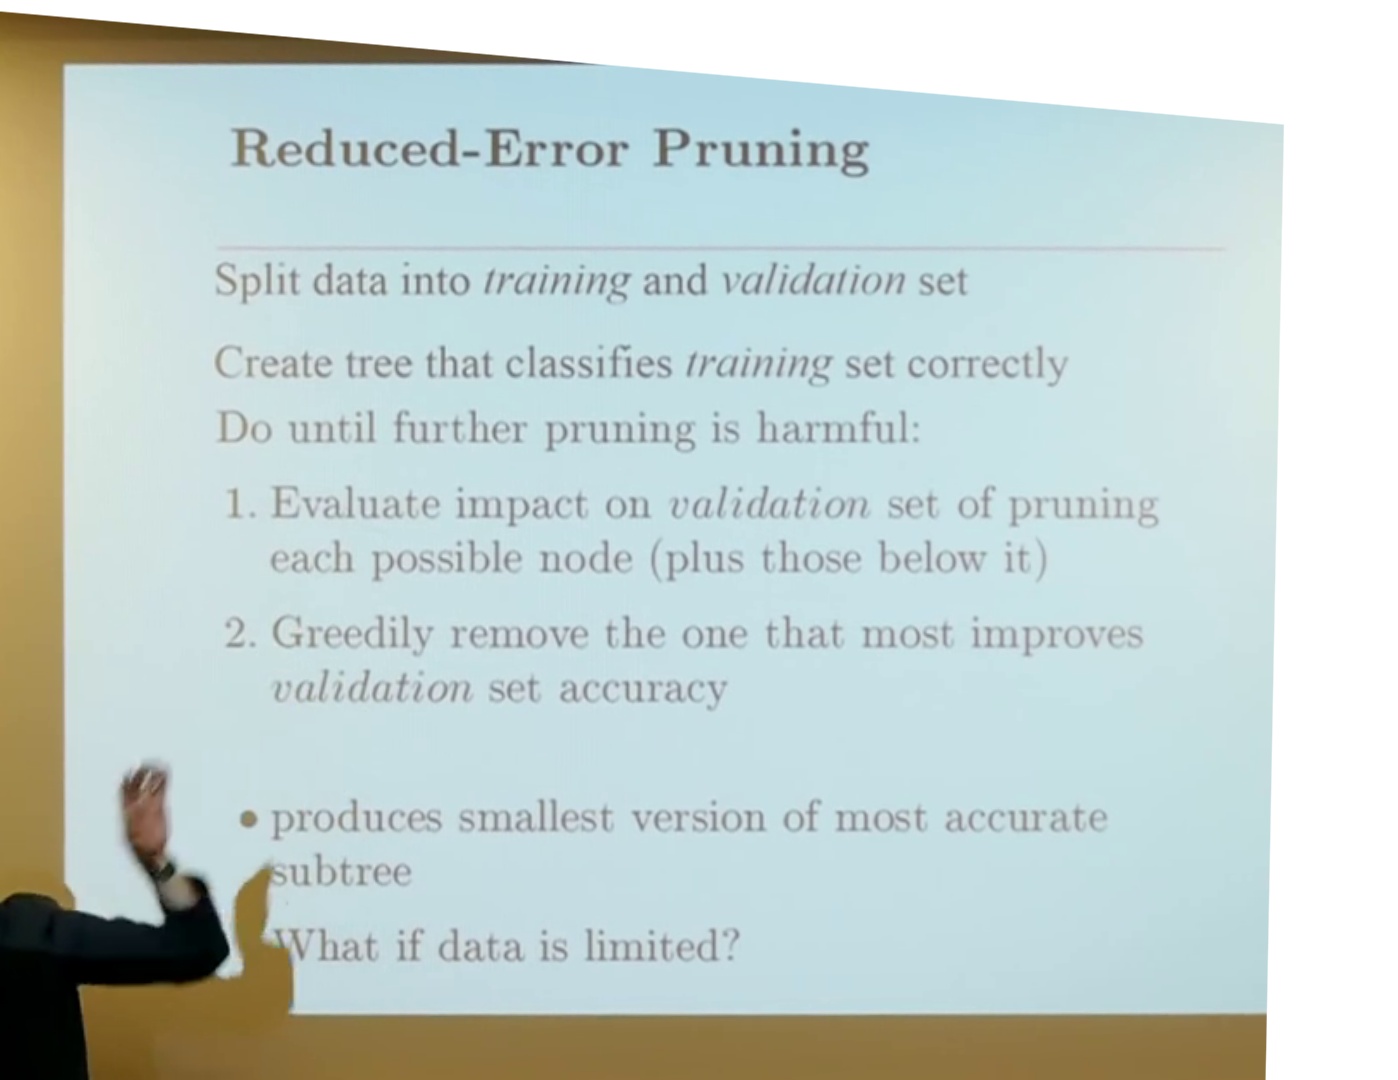 Reduced-Error Pruning
Split data into training and validation set
Create tree that classifies training set correctly
Do until further pruning is harmful:
1. Evaluate impact on validation set of pruning
each possible node (plus those below it)
2. Greedily remove the one that most improves
validation set accuracy
• produces smallest version of most accurate
subtree
What if data is limited?